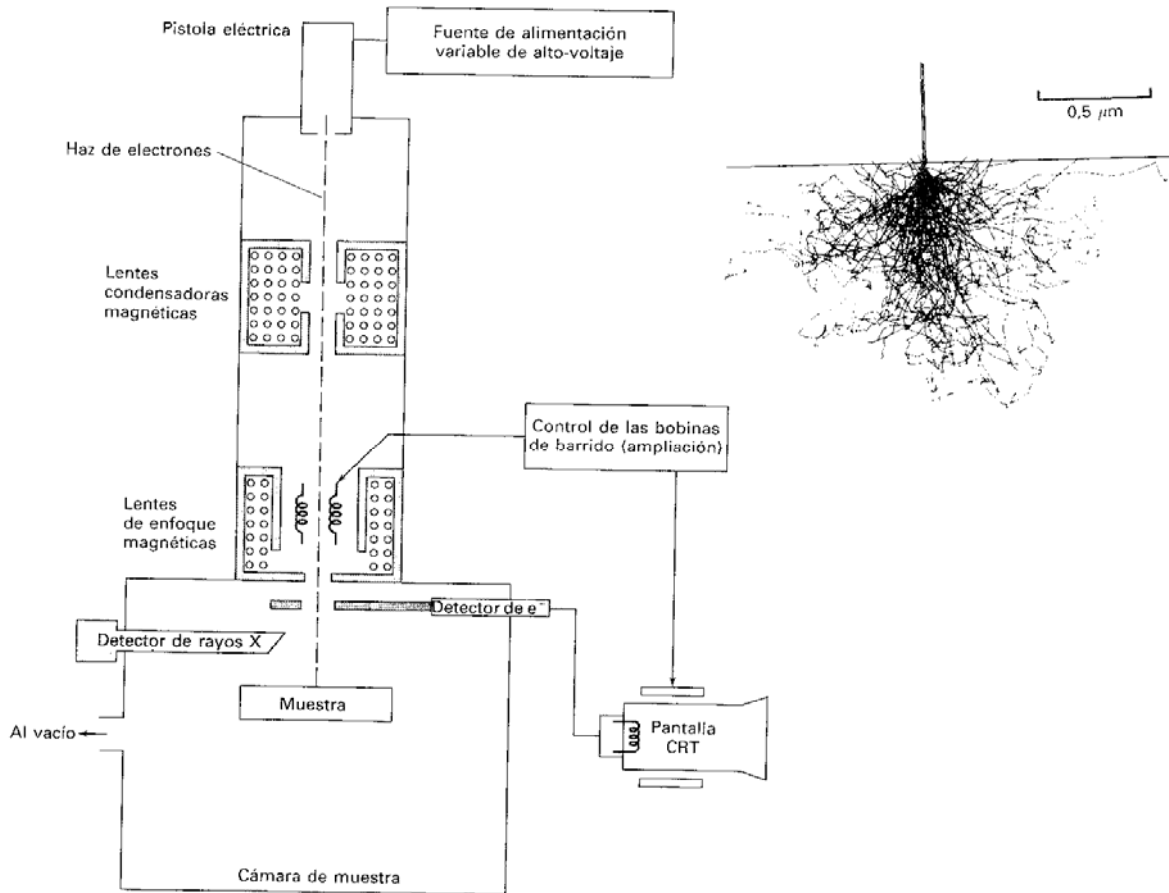 Pistola eléctrica
Fuente de alimentación
variable de alto-voltaje
0,5 μm
Haz de electrones
Lentes
condensadoras
magnéticas
Control de las bobinas
de barrido (ampliación)
Lentes
de enfoque
magnéticas
Detector de e⁻
Detector de rayos X
Muestra
Al vacío
Pantalla
CRT
Cámara de muestra